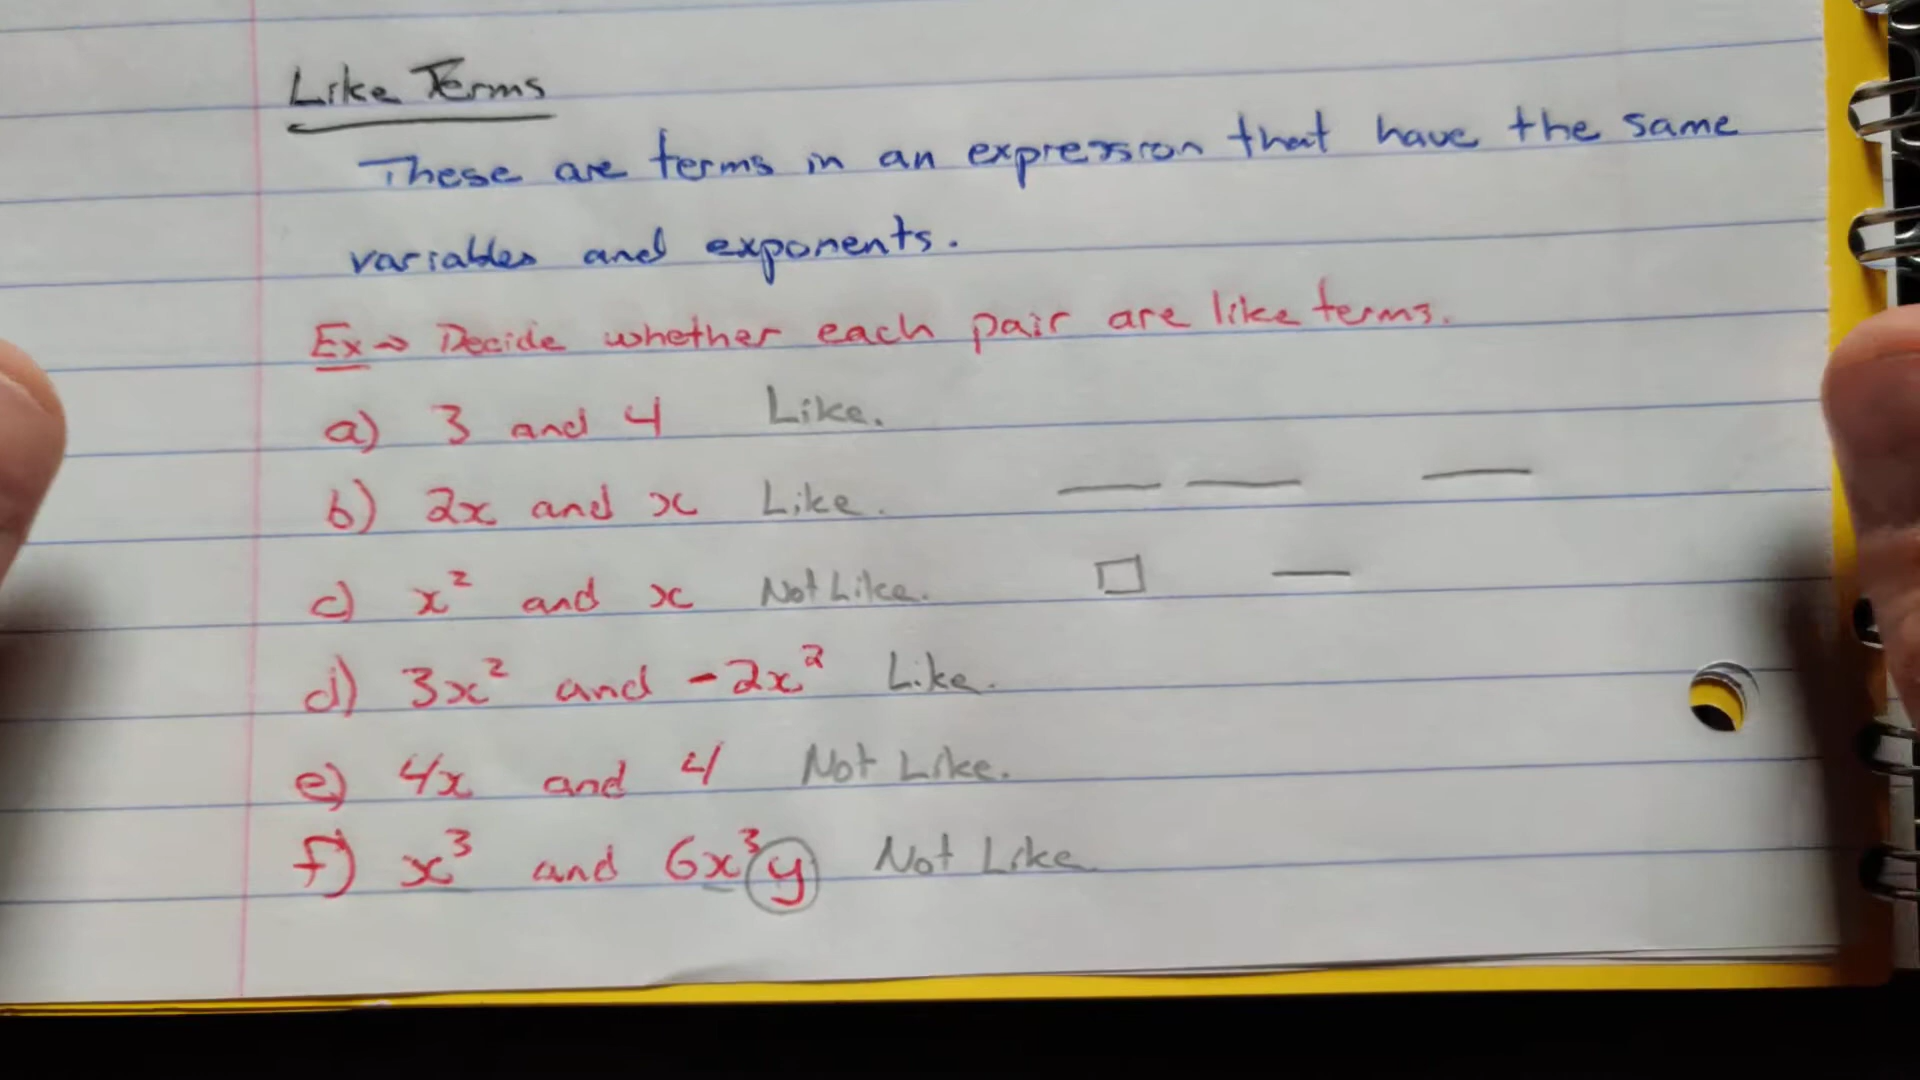 Like Terms
These are terms in an expression that have the same
variables and exponents.
Ex → Decide whether each pair are like terms.
a) 3 and 4 Like.
b) 2x and x Like.
c) x² and x Not Like.
d) 3x² and -2x² Like.
e) 4x and 4 Not Like.
f) x³ and 6x³y Not Like